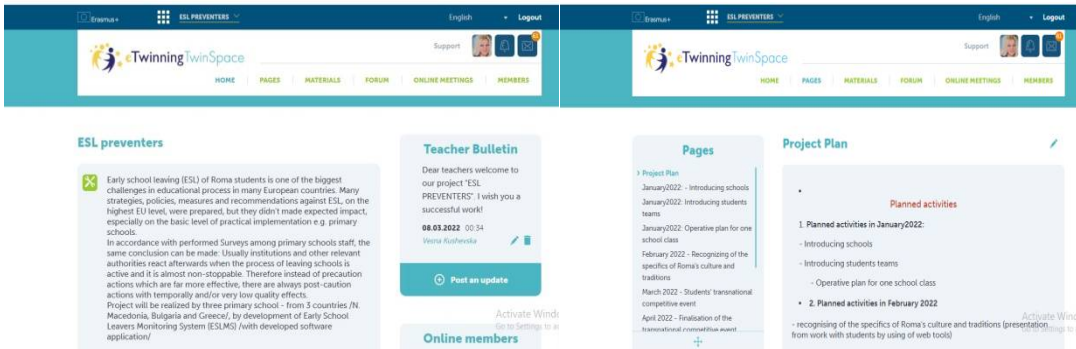 Erasmus+
ESL PREVENTERS
English
Logout
eTwinning TwinSpace
Support
HOME
PAGES
MATERIALS
FORUM
ONLINE MEETINGS
MEMBERS
ESL preventers
Early school leaving (ESL) of Roma students is one of the biggest
challenges in educational process in many European countries. Many
strategies, policies, measures and recommendations against ESL, on the
highest EU level, were prepared, but they didn't made expected impact,
especially on the basic level of practical implementation e.g. primary
schools.
In accordance with performed Surveys among primary schools staff, the
same conclusion can be made: Usually institutions and other relevant
authorities react afterwards when the process of leaving schools is
active and it is almost non-stoppable. Therefore instead of precaution
actions which are far more effective, there are always post-caution
actions with temporally and/or very low quality effects.
Project will be realized by three primary school - from 3 countries /N.
Macedonia, Bulgaria and Greece/, by development of Early School
Leavers Monitoring System (ESLMS) /with developed software
application/
Teacher Bulletin
Dear teachers welcome to
our project "ESL
PREVENTERS". I wish you a
successful work!
08.03.2022 00:34
Vesna Kushevska
Post an update
Online members
Activate Windo
Go to Settings to a
Erasmus+
ESL PREVENTERS
English
Logout
eTwinning TwinSpace
Support
HOME
PAGES
MATERIALS
FORUM
ONLINE MEETINGS
MEMBERS
Pages
› Project Plan
January2022: - Introducing schools
January2022: Introducing students
teams
January2022: Operative plan for one
school class
February 2022 - Recognizing of the
specifics of Roma's culture and
traditions
March 2022 - Students' transnational
competitive event
April 2022 - Finalisation of the
transnational competitive event
Project Plan
•
Planned activities
1. Planned activities in January2022:
- Introducing schools
- Introducing students teams
- Operative plan for one school class
• 2. Planned activities in February 2022
- recognising of the specifics of Roma's culture and traditions (presentation
from work with students by using of web tools)
Activate Wind
Go to Settings to